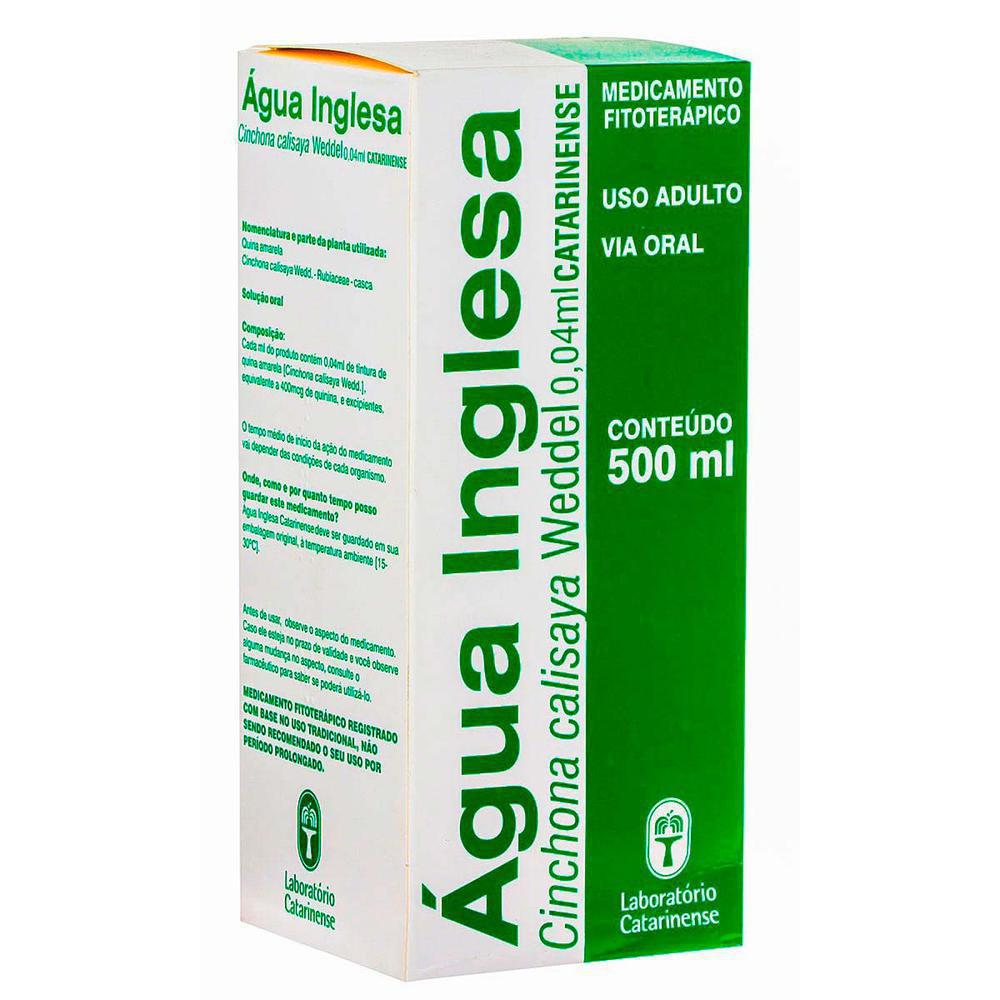 Água Inglesa
Cinchona calisaya Weddel 0,04ml CATARINENSE
Nomenclatura e parte da planta utilizada:
Quina amarela
Cinchona calisaya Wedd. - Rubiaceae - casca
Solução oral
Composição:
Cada ml do produto contém 0,04ml de tintura de
quina amarela [Cinchona calisaya Wedd.],
equivalente a 400mcg de quinina, e excipientes.
O tempo médio de início da ação do medicamento
vai depender das condições de cada organismo.
Onde, como e por quanto tempo posso
guardar este medicamento?
Água Inglesa Catarinense deve ser guardado em sua
embalagem original, à temperatura ambiente [15-
30ºC].
Antes de usar, observe o aspecto do medicamento.
Caso ele esteja no prazo de validade e você observe
alguma mudança no aspecto, consulte o
farmacêutico para saber se poderá utilizá-lo.
MEDICAMENTO FITOTERÁPICO REGISTRADO
COM BASE NO USO TRADICIONAL, NÃO
SENDO RECOMENDADO O SEU USO POR
PERÍODO PROLONGADO.
Laboratório
Catarinense
Água Inglesa
Cinchona calisaya Weddel 0,04ml CATARINENSE
MEDICAMENTO
FITOTERÁPICO
USO ADULTO
VIA ORAL
CONTEÚDO
500 ml
Laboratório
Catarinense